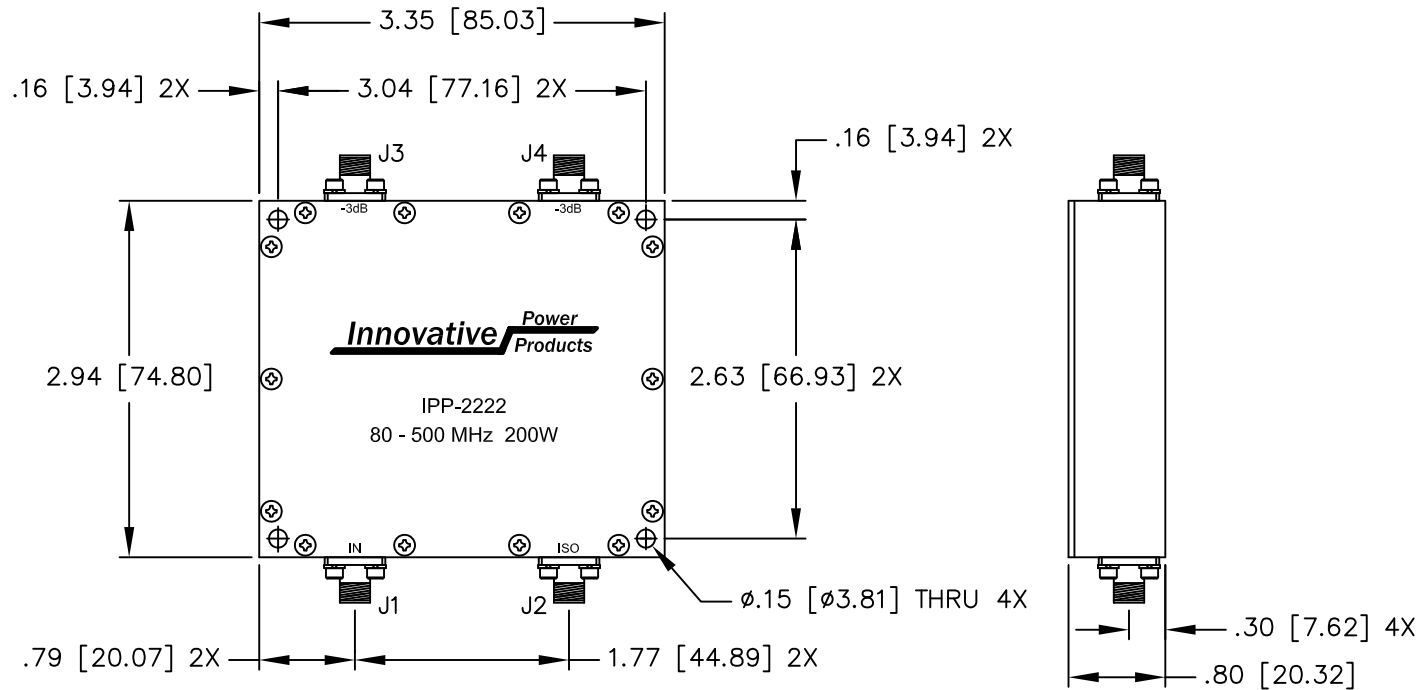 3.35 [85.03]
.16 [3.94] 2X
3.04 [77.16] 2X
.16 [3.94] 2X
J3
J4
-3dB
-3dB
Innovative Power Products
2.94 [74.80]
2.63 [66.93] 2X
IPP-2222
80 - 500 MHz 200W
IN
ISO
J1
J2
ø.15 [ø3.81] THRU 4X
.79 [20.07] 2X
1.77 [44.89] 2X
.30 [7.62] 4X
.80 [20.32]